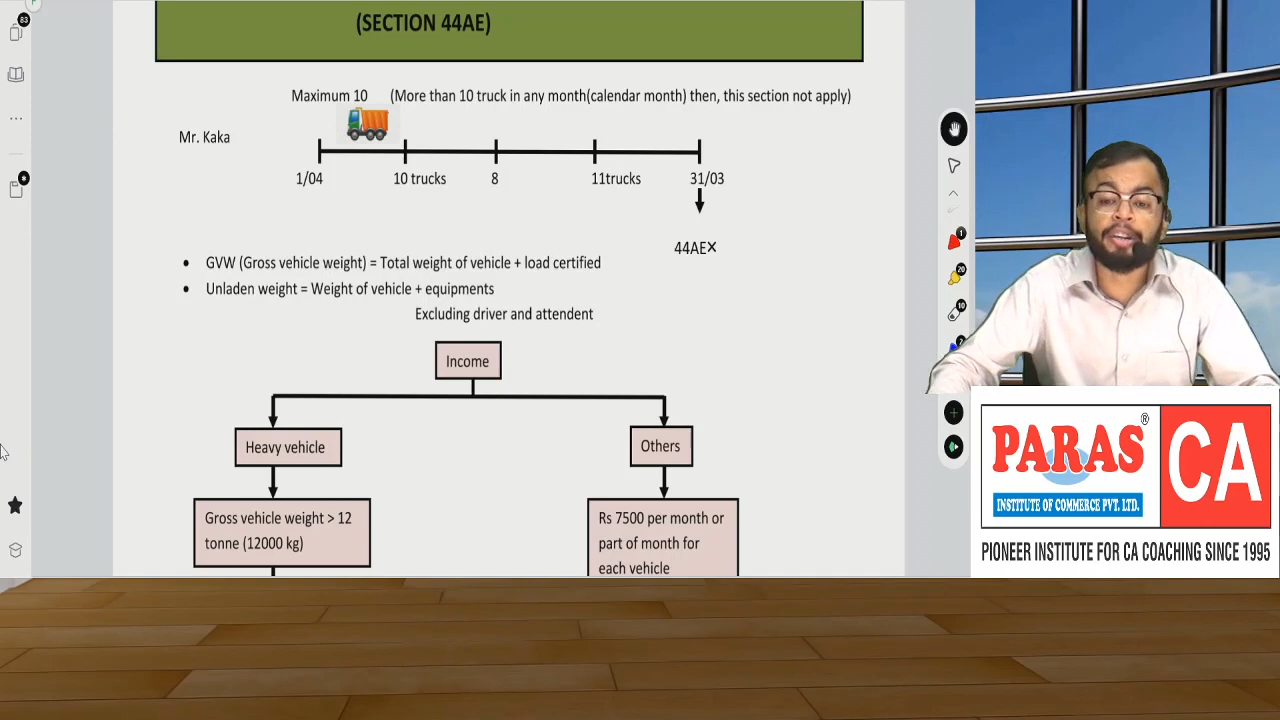 (SECTION 44AE)
Maximum 10 (More than 10 truck in any month(calendar month) then, this section not apply)
Mr. Kaka
1/04 10 trucks 8 11trucks 31/03
44AE×
• GVW (Gross vehicle weight) = Total weight of vehicle + load certified
• Unladen weight = Weight of vehicle + equipments
Excluding driver and attendent
Income
Heavy vehicle Others
Gross vehicle weight > 12
tonne (12000 kg)
Rs 7500 per month or
part of month for
each vehicle
83
1
20
10
PARAS ®
INSTITUTE OF COMMERCE PVT. LTD.
CA
PIONEER INSTITUTE FOR CA COACHING SINCE 1995